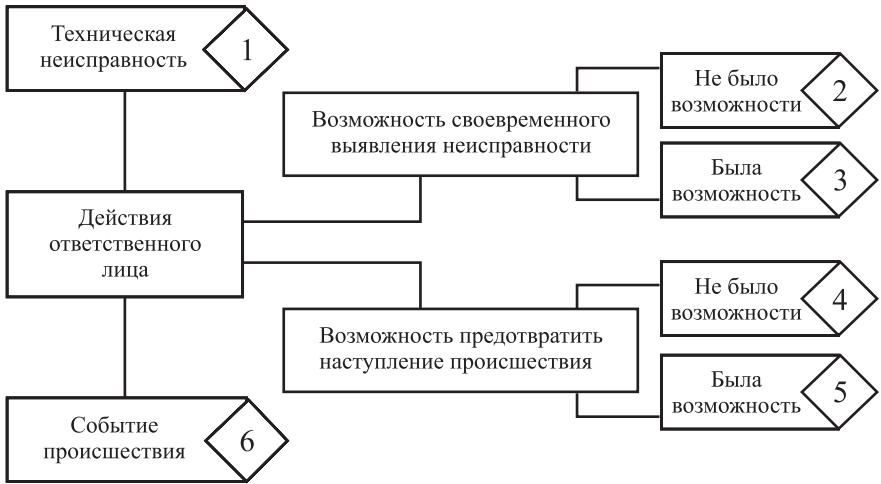 Техническая
неисправность
1
Возможность своевременного
выявления неисправности
Не было
возможности
2
Была
возможность
3
Действия
ответственного
лица
Возможность предотвратить
наступление происшествия
Не было
возможности
4
Была
возможность
5
Событие
происшествия
6